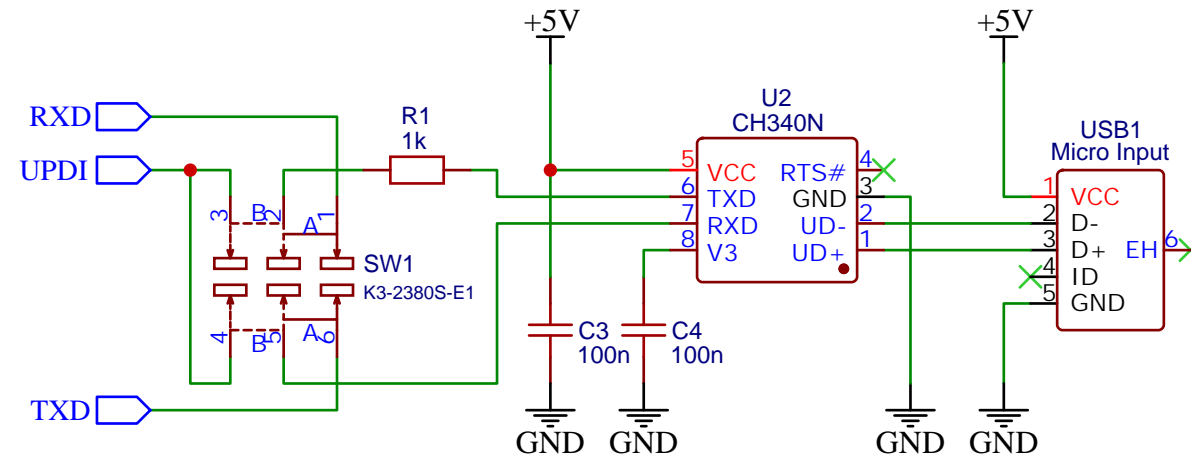 +5V
+5V
RXD
UPDI
R1
1k
U2
CH340N
5
VCC
6
TXD
7
RXD
8
V3
4
RTS#
3
GND
2
UD-
1
UD+
USB1
Micro Input
1
VCC
2
D-
3
D+
4
ID
5
GND
EH
6
3
B
2
A
1
SW1
K3-2380S-E1
4
B
5
A
6
C3
100n
C4
100n
TXD
GND
GND
GND
GND